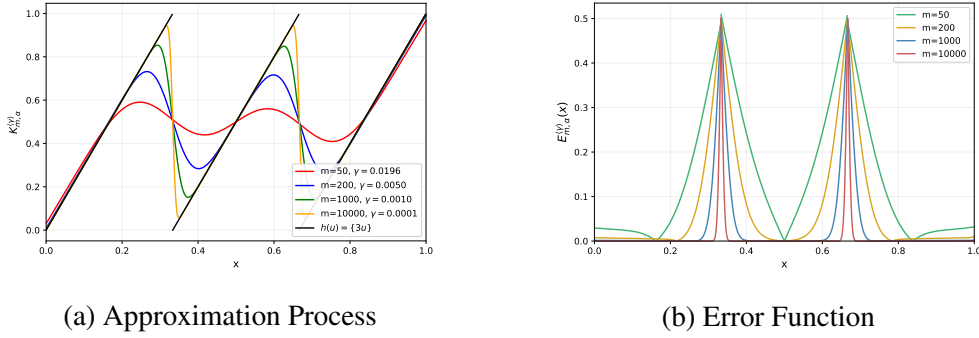 1.0
0.8
0.6
0.4
0.2
0.0
K_{m,α}^{(γ)}
m=50, γ = 0.0196
m=200, γ = 0.0050
m=1000, γ = 0.0010
m=10000, γ = 0.0001
h(u) = {3u}
0.0 0.2 0.4 0.6 0.8 1.0
x
(a) Approximation Process
0.5
0.4
0.3
0.2
0.1
0.0
E_{m,α}^{(γ)}(x)
m=50
m=200
m=1000
m=10000
0.0 0.2 0.4 0.6 0.8 1.0
x
(b) Error Function